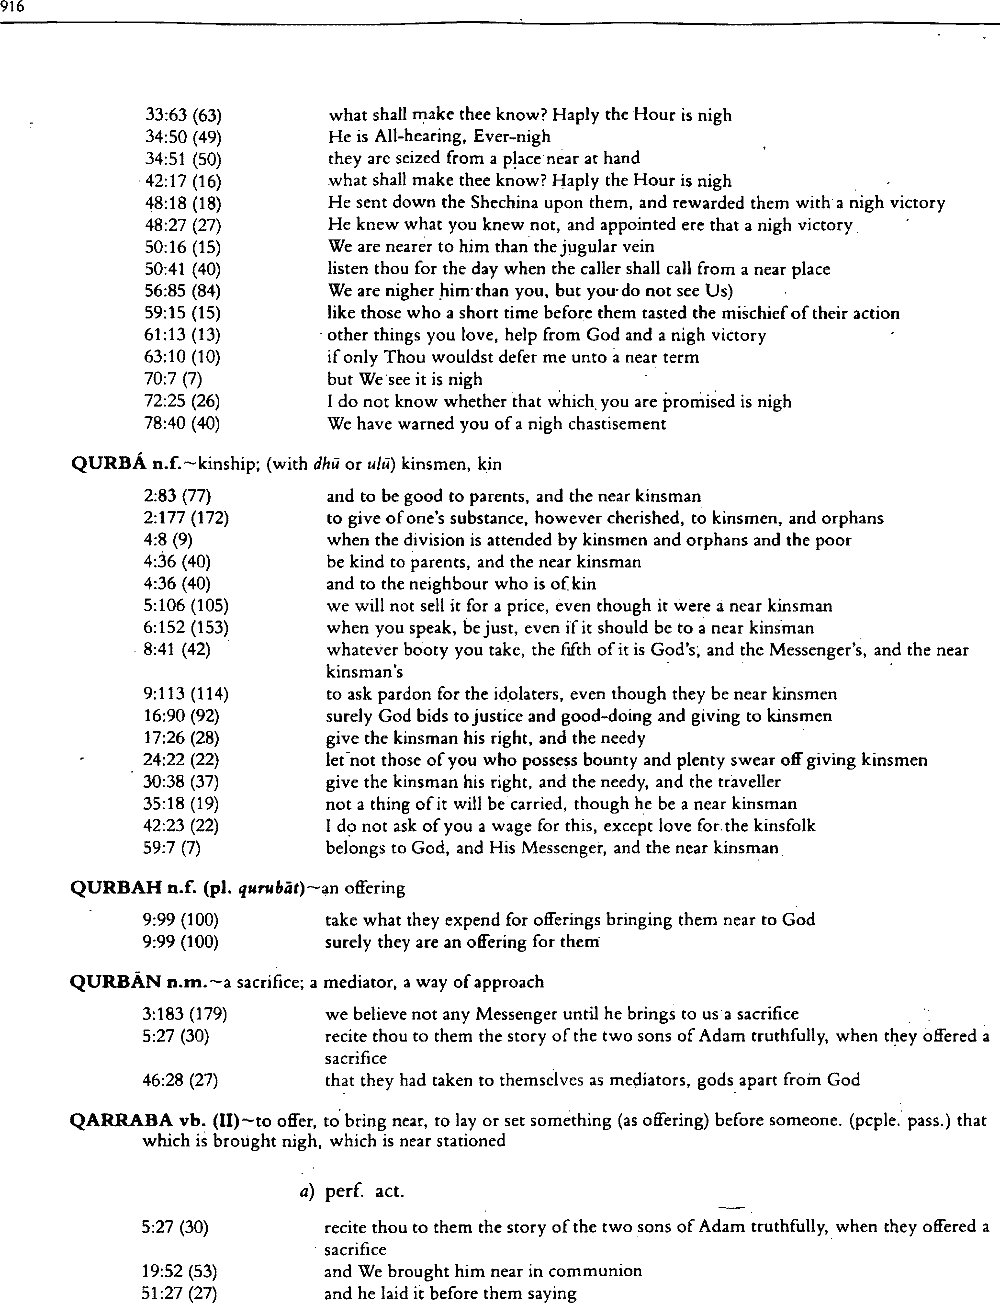 916
33:63 (63) what shall make thee know? Haply the Hour is nigh
34:50 (49) He is All-hearing, Ever-nigh
34:51 (50) they are seized from a place near at hand
42:17 (16) what shall make thee know? Haply the Hour is nigh
48:18 (18) He sent down the Shechina upon them, and rewarded them with a nigh victory
48:27 (27) He knew what you knew not, and appointed ere that a nigh victory
50:16 (15) We are nearer to him than the jugular vein
50:41 (40) listen thou for the day when the caller shall call from a near place
56:85 (84) We are nigher him than you, but you do not see Us)
59:15 (15) like those who a short time before them tasted the mischief of their action
61:13 (13) other things you love, help from God and a nigh victory
63:10 (10) if only Thou wouldst defer me unto a near term
70:7 (7) but We see it is nigh
72:25 (26) I do not know whether that which you are promised is nigh
78:40 (40) We have warned you of a nigh chastisement
QURBÁ n.f.~kinship; (with dhū or ulū) kinsmen, kin
2:83 (77) and to be good to parents, and the near kinsman
2:177 (172) to give of one's substance, however cherished, to kinsmen, and orphans
4:8 (9) when the division is attended by kinsmen and orphans and the poor
4:36 (40) be kind to parents, and the near kinsman
4:36 (40) and to the neighbour who is of kin
5:106 (105) we will not sell it for a price, even though it were a near kinsman
6:152 (153) when you speak, be just, even if it should be to a near kinsman
8:41 (42) whatever booty you take, the fifth of it is God's, and the Messenger's, and the near
kinsman's
9:113 (114) to ask pardon for the idolaters, even though they be near kinsmen
16:90 (92) surely God bids to justice and good-doing and giving to kinsmen
17:26 (28) give the kinsman his right, and the needy
24:22 (22) let not those of you who possess bounty and plenty swear off giving kinsmen
30:38 (37) give the kinsman his right, and the needy, and the traveller
35:18 (19) not a thing of it will be carried, though he be a near kinsman
42:23 (22) I do not ask of you a wage for this, except love for the kinsfolk
59:7 (7) belongs to God, and His Messenger, and the near kinsman
QURBAH n.f. (pl. qurubāt)~an offering
9:99 (100) take what they expend for offerings bringing them near to God
9:99 (100) surely they are an offering for them
QURBĀN n.m.~a sacrifice; a mediator, a way of approach
3:183 (179) we believe not any Messenger until he brings to us a sacrifice
5:27 (30) recite thou to them the story of the two sons of Adam truthfully, when they offered a
sacrifice
46:28 (27) that they had taken to themselves as mediators, gods apart from God
QARRABA vb. (II)~to offer, to bring near, to lay or set something (as offering) before someone. (pcple. pass.) that
which is brought nigh, which is near stationed
a) perf. act.
5:27 (30) recite thou to them the story of the two sons of Adam truthfully, when they offered a
sacrifice
19:52 (53) and We brought him near in communion
51:27 (27) and he laid it before them saying